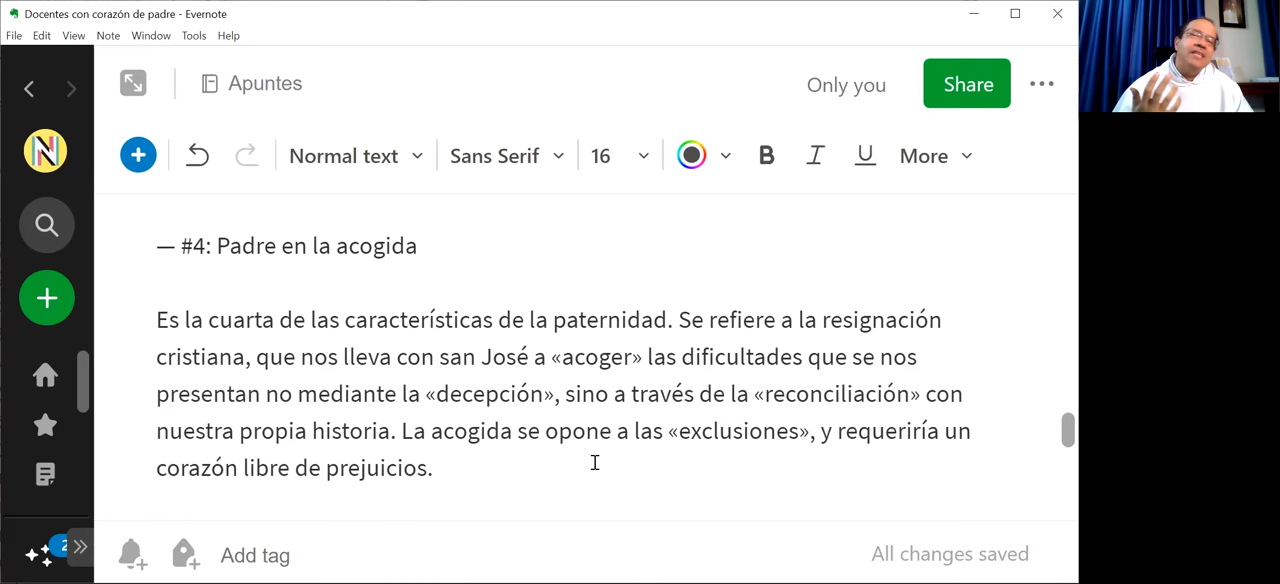 Docentes con corazón de padre - Evernote
File Edit View Note Window Tools Help
Apuntes
Only you
Share
Normal text
Sans Serif
16
B I U
More
— #4: Padre en la acogida
Es la cuarta de las características de la paternidad. Se refiere a la resignación
cristiana, que nos lleva con san José a «acoger» las dificultades que se nos
presentan no mediante la «decepción», sino a través de la «reconciliación» con
nuestra propia historia. La acogida se opone a las «exclusiones», y requeriría un
corazón libre de prejuicios.
2
Add tag
All changes saved